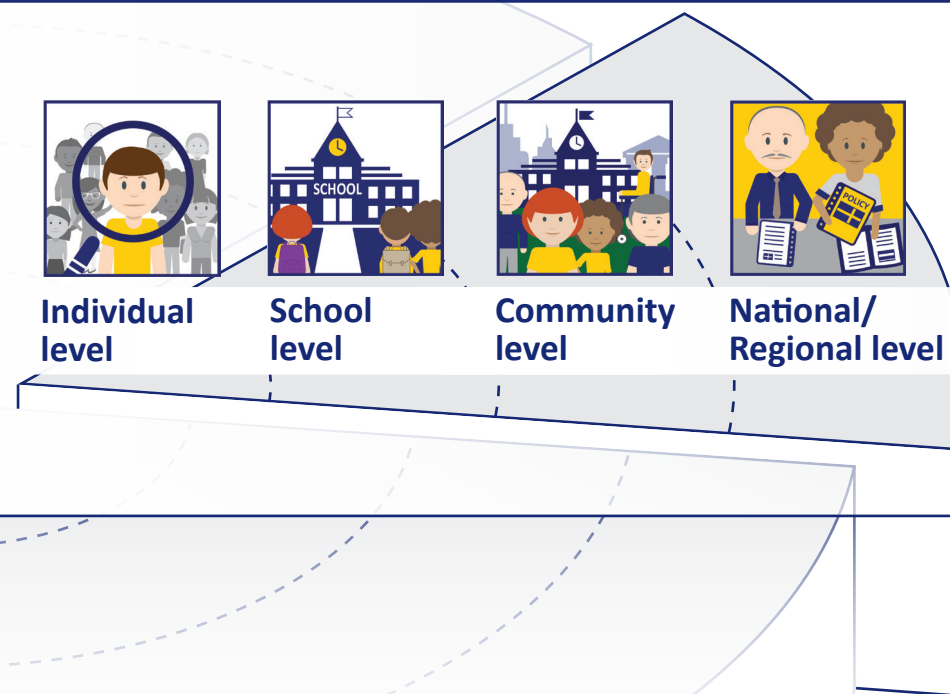 SCHOOL
POLICY
Individual
level
School
level
Community
level
National/
Regional level